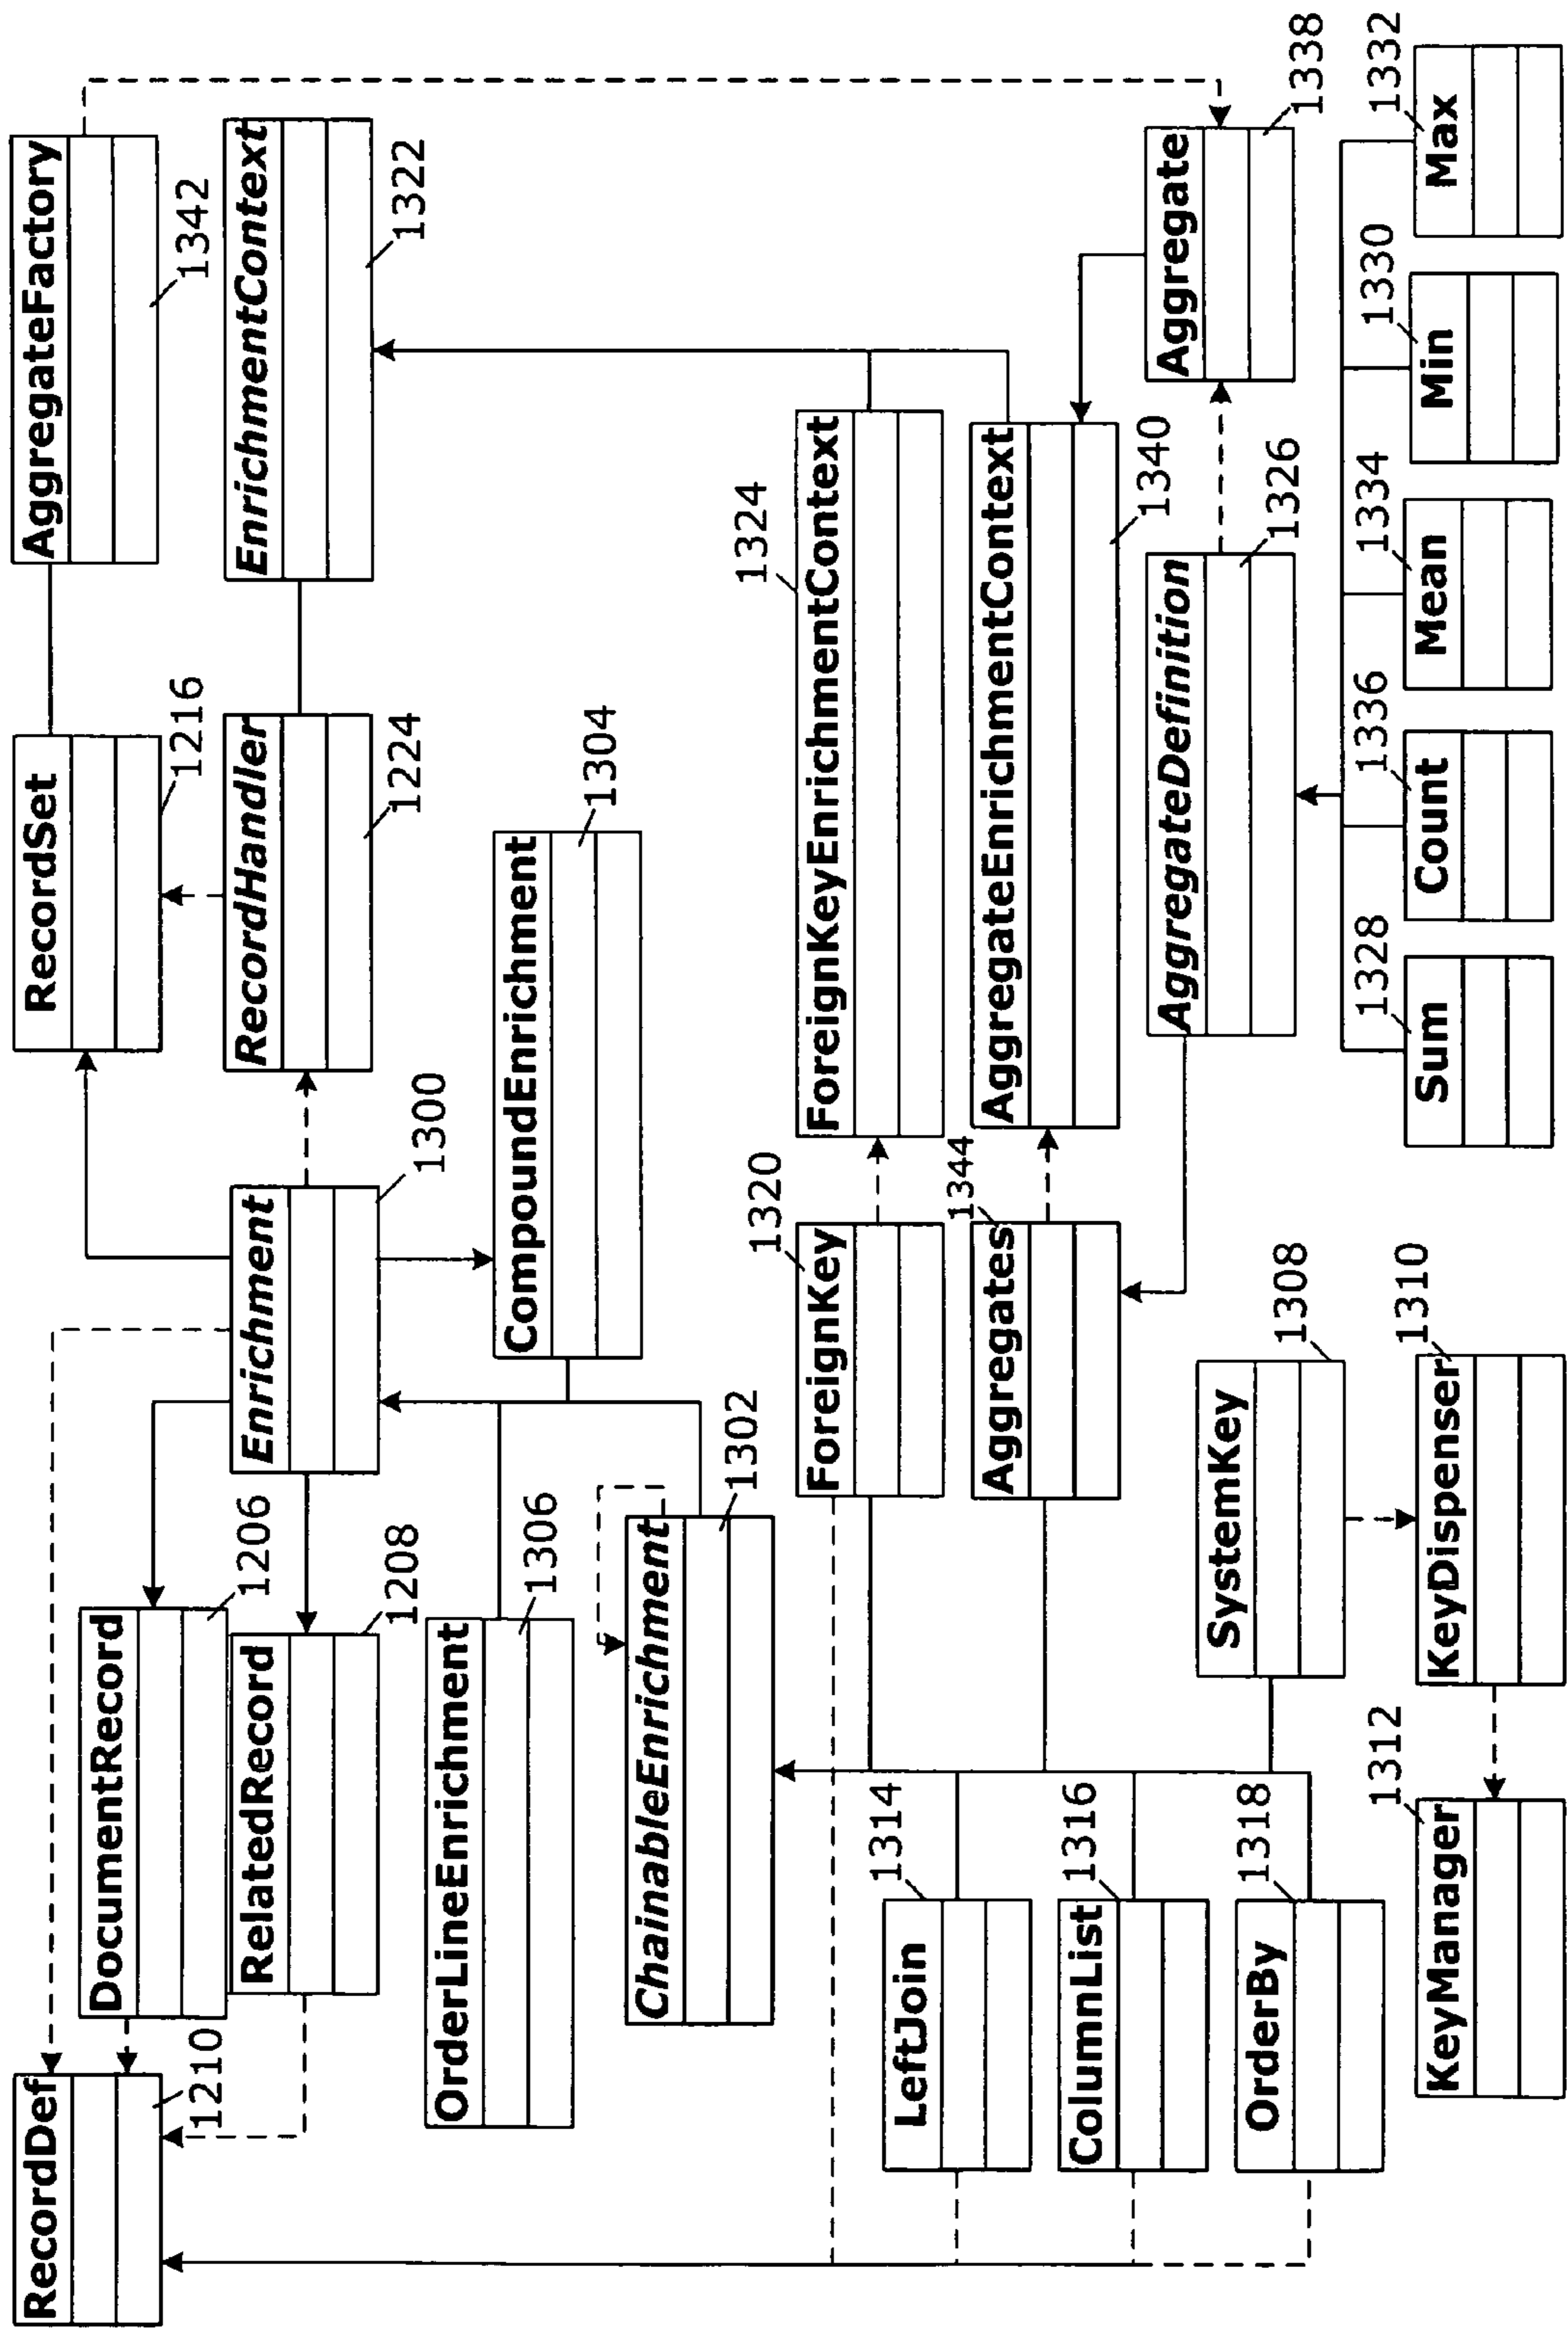 RecordDef
1210
DocumentRecord
1206
RelatedRecord
1208
Enrichment
1300
RecordSet
1216
RecordHandler
1224
AggregateFactory
1342
EnrichmentContext
1322
OrderLineEnrichment
1306
CompoundEnrichment
1304
ChainableEnrichment
1302
ForeignKey
1320
ForeignKeyEnrichmentContext
1324
LeftJoin
1314
Aggregates
1344
AggregateEnrichmentContext
1340
ColumnList
1316
SystemKey
1308
AggregateDefinition
1326
Aggregate
1338
OrderBy
1318
KeyManager
1312
KeyDispenser
1310
Sum
1328
Count
1336
Mean
1334
Min
1330
Max
1332